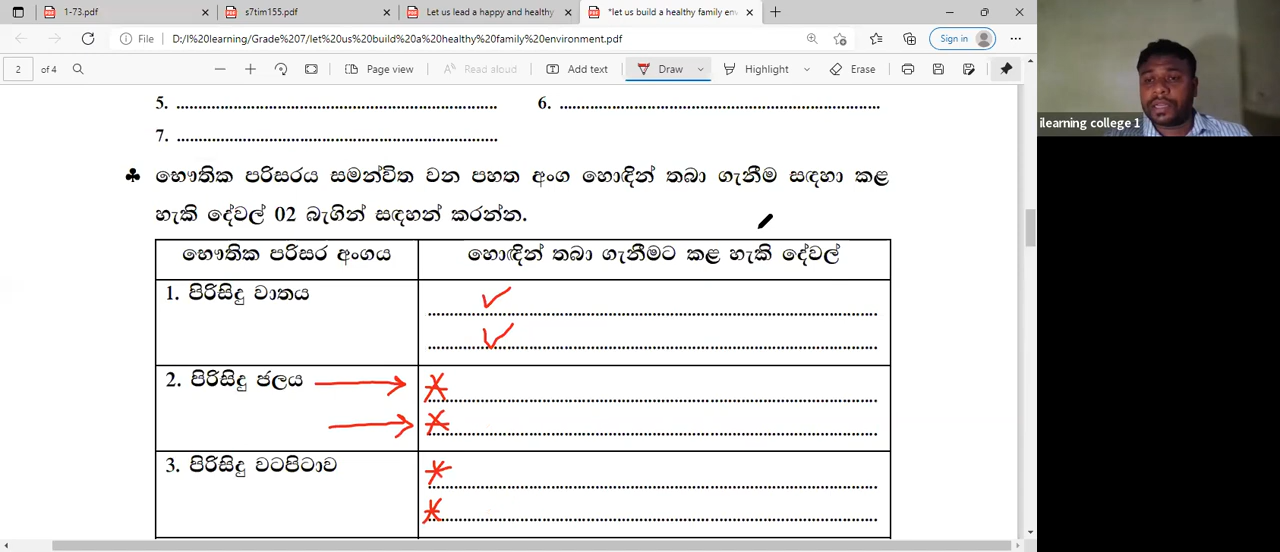 1-73.pdf
s7tim155.pdf
Let us lead a happy and healthy
*let us build a healthy family env
File
D:/I%20learning/Grade%207/let%20us%20build%20a%20healthy%20family%20environment.pdf
Sign in
2 of 4
Page view
Read aloud
Add text
Draw
Highlight
Erase
ilearning college 1
5. ................................................................ 6. ................................................................
7. ................................................................
♣ භෞතික පරිසරය සමන්විත වන පහත අංග හොඳින් තබා ගැනීම සඳහා කළ
හැකි දේවල් 02 බැගින් සඳහන් කරන්න.
භෞතික පරිසර අංගය
හොඳින් තබා ගැනීමට කළ හැකි දේවල්
1. පිරිසිදු වාතය
2. පිරිසිදු ජලය
3. පිරිසිදු වටපිටාව